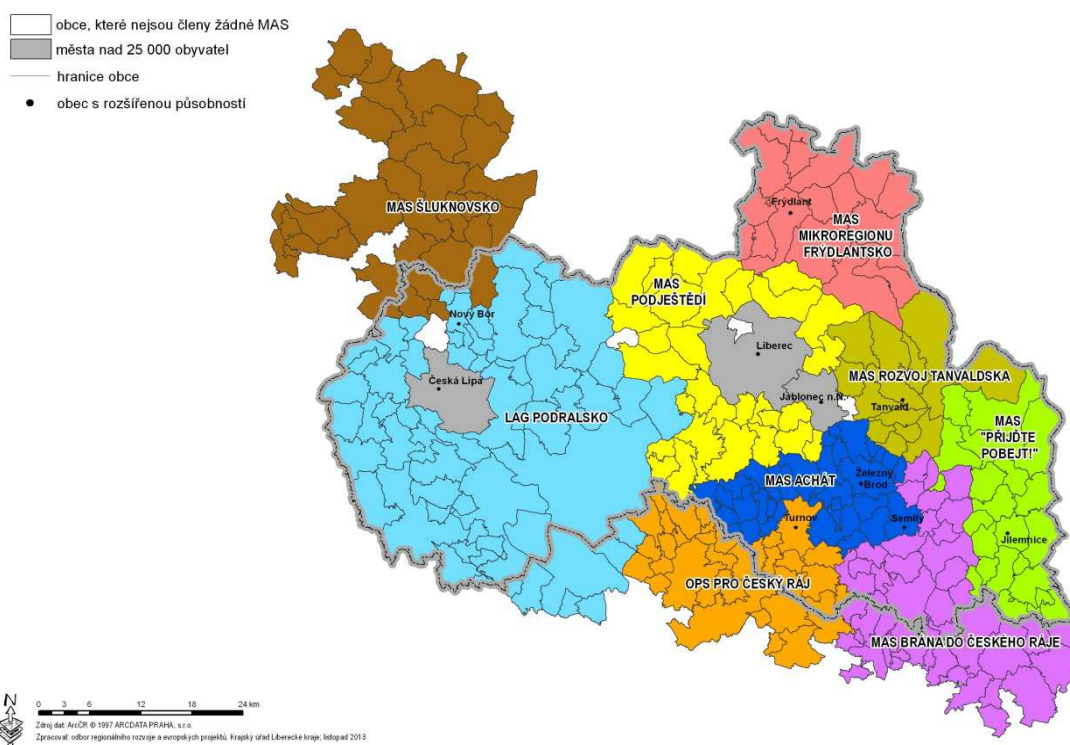 obce, které nejsou členy žádné MAS
města nad 25 000 obyvatel
hranice obce
obec s rozšířenou působností
MAS ŠLUKNOVSKO
Frýdlant
MAS
MIKROREGIONU
FRÝDLANTSKO
MAS
PODJEŠTĚDÍ
Nový Bor
Liberec
Česká Lípa
MAS ROZVOJ TANVALDSKA
Jablonec n.N.
Tanvald
LAG PODRALSKO
MAS
"PŘIJĎTE
POBEJT!"
MAS ACHÁT
Železný
Brod
Turnov
Semily
Jilemnice
OPS PRO ČESKÝ RÁJ
MAS BRÁNA DO ČESKÉHO RÁJE
N
0 3 6 12 18 24 km
Zdroj dat: ArcČR © 1997 ARCDATA PRAHA, s.r.o.
Zpracoval: odbor regionálního rozvoje a evropských projektů, Krajský úřad Liberecké kraje; listopad 2013